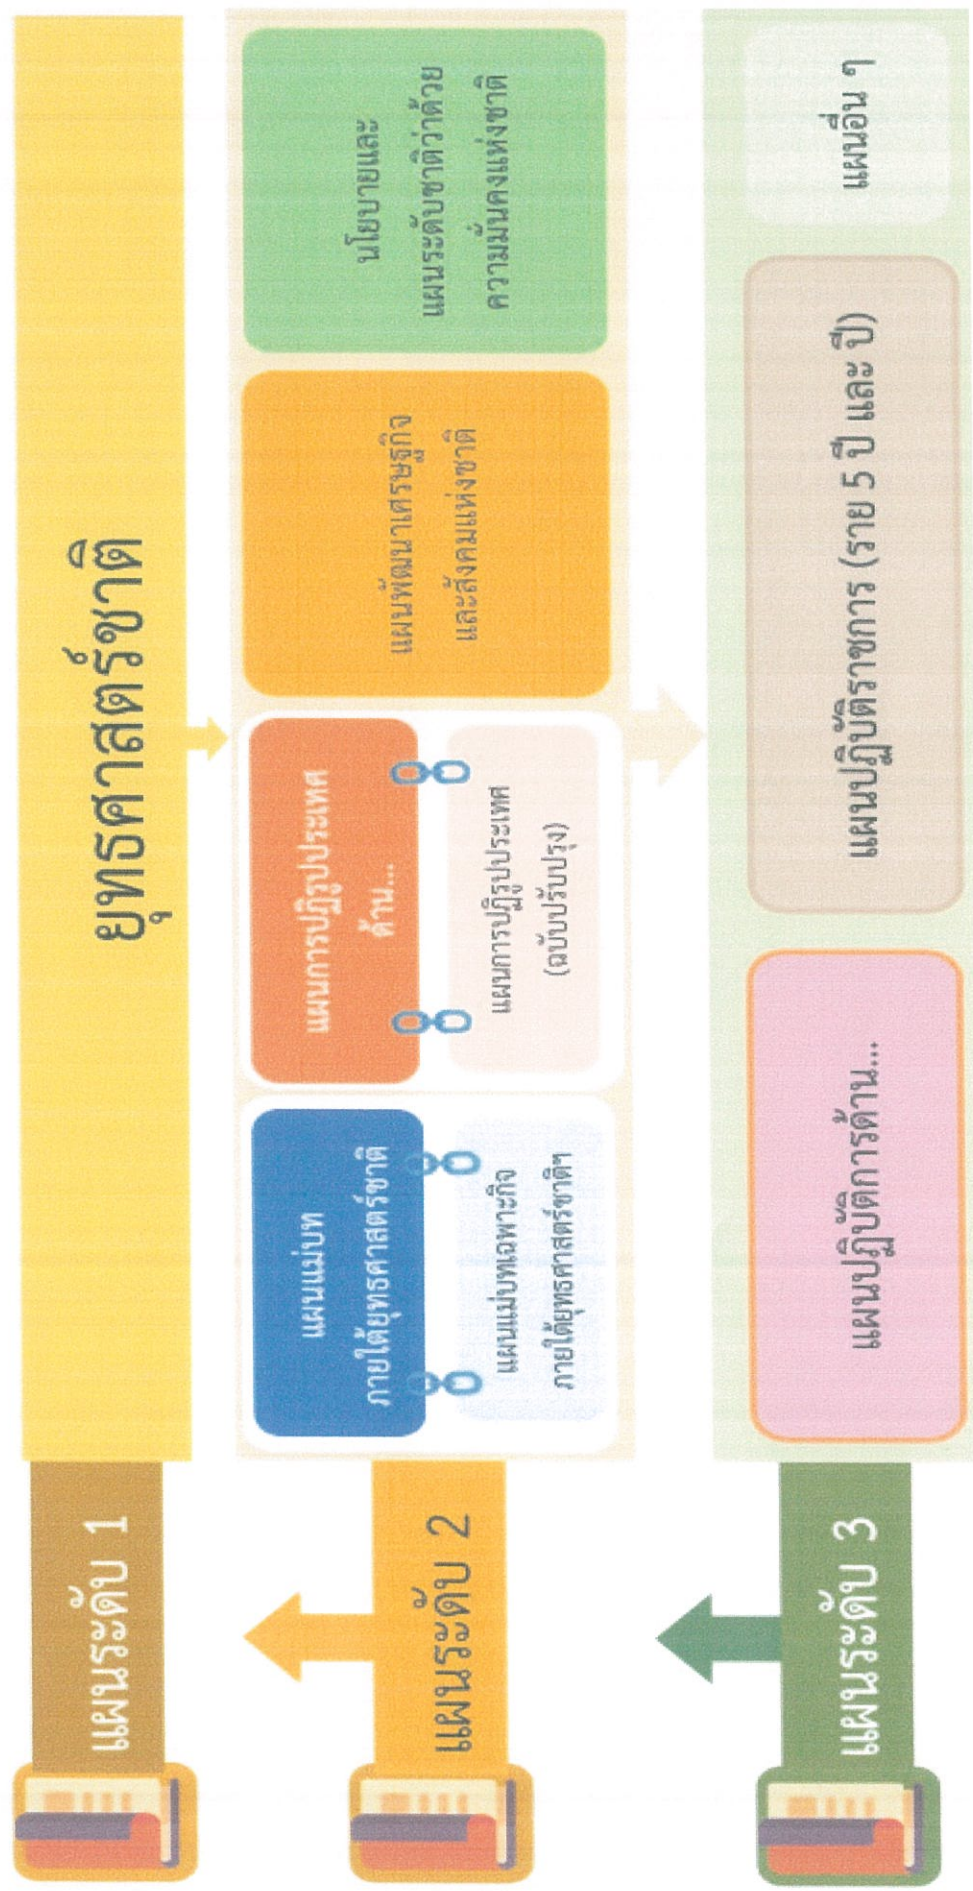 แผนระดับ 1
ยุทธศาสตร์ชาติ
แผนระดับ 2
แผนแม่บท
ภายใต้ยุทธศาสตร์ชาติ
แผนแม่บทเฉพาะกิจ
ภายใต้ยุทธศาสตร์ชาติฯ
แผนการปฏิรูปประเทศ
ด้าน...
แผนการปฏิรูปประเทศ
(ฉบับปรับปรุง)
แผนพัฒนาเศรษฐกิจ
และสังคมแห่งชาติ
นโยบายและ
แผนระดับชาติว่าด้วย
ความมั่นคงแห่งชาติ
แผนระดับ 3
แผนปฏิบัติการด้าน...
แผนปฏิบัติราชการ (ราย 5 ปี และ ปี)
แผนอื่น ๆ